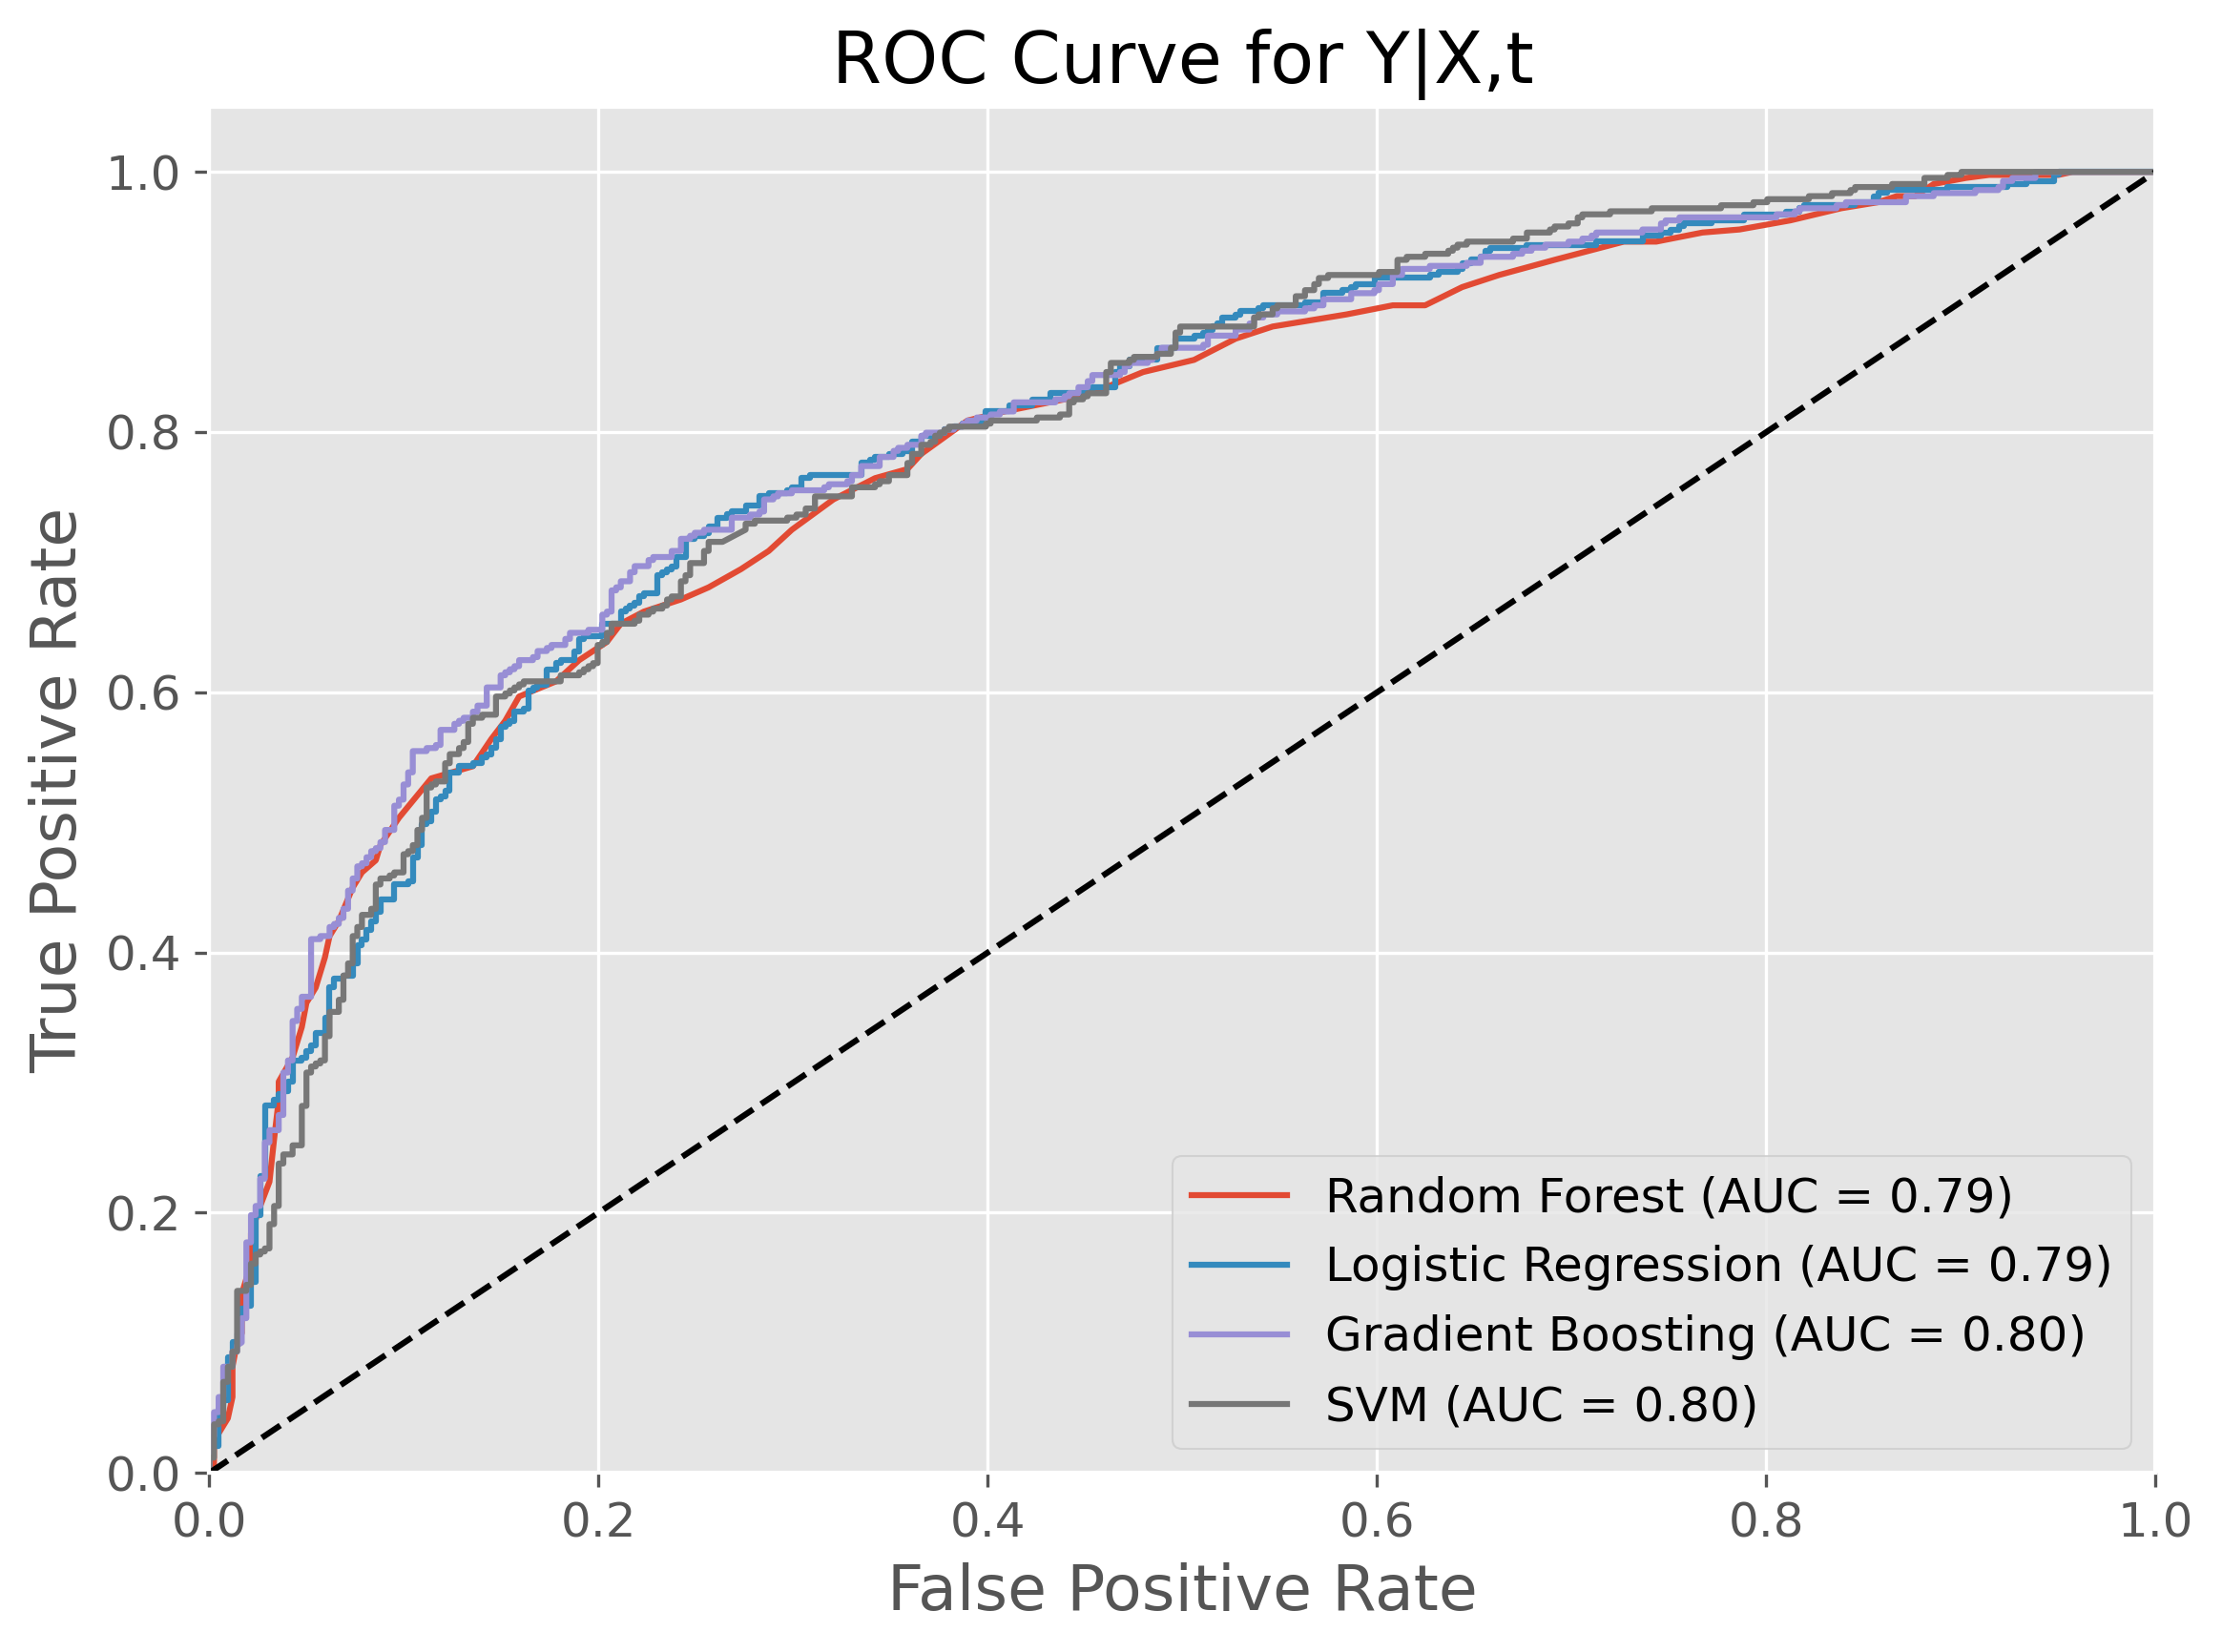 ROC Curve for Y|X,t
True Positive Rate
1.0
0.8
0.6
0.4
0.2
0.0
Random Forest (AUC = 0.79)
Logistic Regression (AUC = 0.79)
Gradient Boosting (AUC = 0.80)
SVM (AUC = 0.80)
0.0 0.2 0.4 0.6 0.8 1.0
False Positive Rate